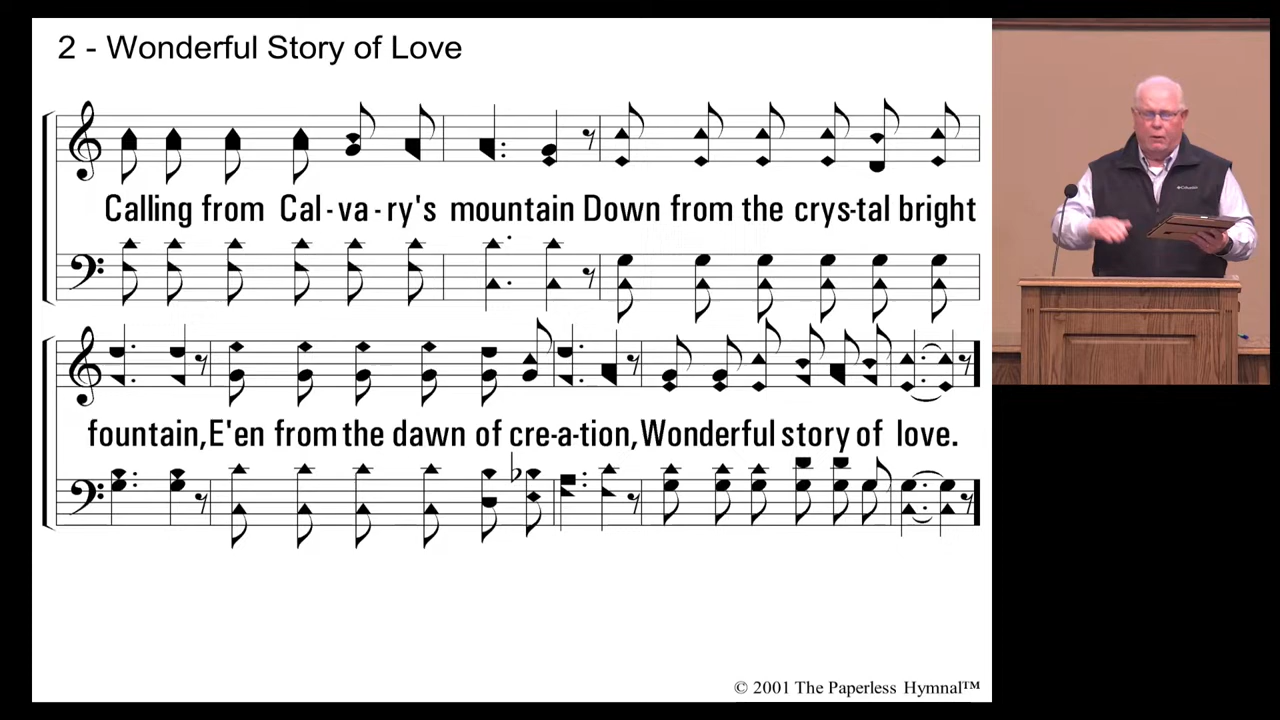 2 - Wonderful Story of Love
Calling from Cal-va-ry's mountain Down from the crys-tal bright
fountain, E'en from the dawn of cre-a-tion, Wonderful story of love.
© 2001 The Paperless Hymnal™
Columbia